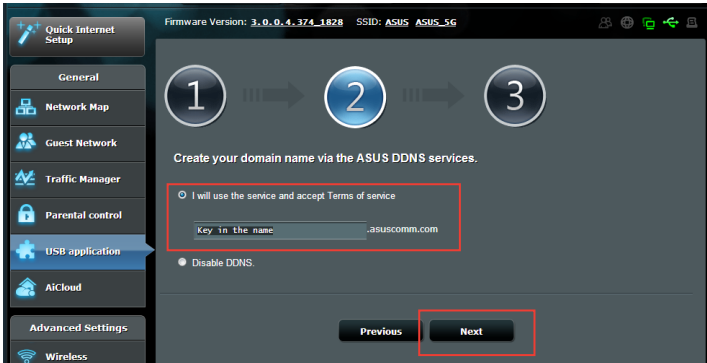 Quick Internet
Setup
Firmware Version: 3.0.0.4.374_1828 SSID: ASUS ASUS_5G
General
Network Map
Guest Network
Traffic Manager
Parental control
USB application
AiCloud
Advanced Settings
Wireless
1
2
3
Create your domain name via the ASUS DDNS services.
I will use the service and accept Terms of service
Key in the name .asuscomm.com
Disable DDNS.
Previous
Next